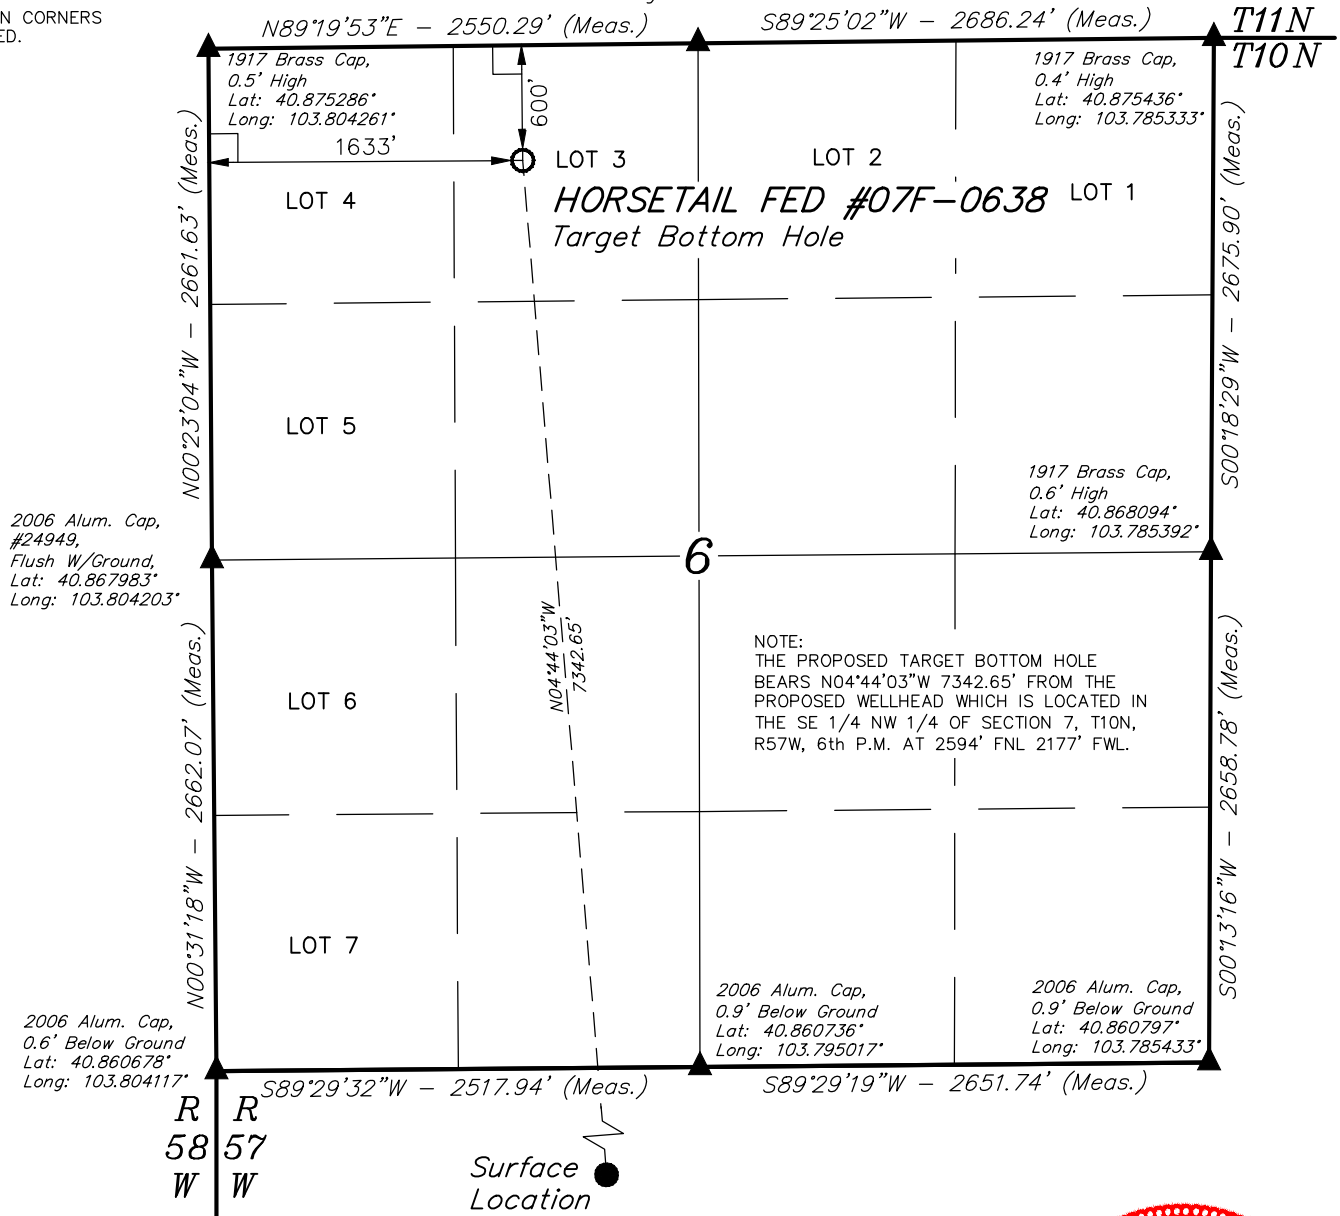 N CORNERS
ED.
N89°19'53"E - 2550.29' (Meas.)
S89°25'02"W - 2686.24' (Meas.)
T11N
T10N
1917 Brass Cap,
0.5' High
Lat: 40.875286°
Long: 103.804261°
600'
1917 Brass Cap,
0.4' High
Lat: 40.875436°
Long: 103.785333°
1633'
LOT 3
LOT 2
LOT 1
LOT 4
HORSETAIL FED #07F-0638
Target Bottom Hole
N00°23'04"W - 2661.63' (Meas.)
S00°18'29"W - 2675.90' (Meas.)
LOT 5
1917 Brass Cap,
0.6' High
Lat: 40.868094°
Long: 103.785392°
2006 Alum. Cap,
#24949,
Flush W/Ground,
Lat: 40.867983°
Long: 103.804203°
6
N04°44'03"W
7342.65'
NOTE:
THE PROPOSED TARGET BOTTOM HOLE
BEARS N04°44'03"W 7342.65' FROM THE
PROPOSED WELLHEAD WHICH IS LOCATED IN
THE SE 1/4 NW 1/4 OF SECTION 7, T10N,
R57W, 6th P.M. AT 2594' FNL 2177' FWL.
LOT 6
N00°31'18"W - 2662.07' (Meas.)
S00°13'16"W - 2658.78' (Meas.)
LOT 7
2006 Alum. Cap,
0.9' Below Ground
Lat: 40.860736°
Long: 103.795017°
2006 Alum. Cap,
0.9' Below Ground
Lat: 40.860797°
Long: 103.785433°
2006 Alum. Cap,
0.6' Below Ground
Lat: 40.860678°
Long: 103.804117°
S89°29'32"W - 2517.94' (Meas.)
S89°29'19"W - 2651.74' (Meas.)
R R
58 57
W W
Surface
Location